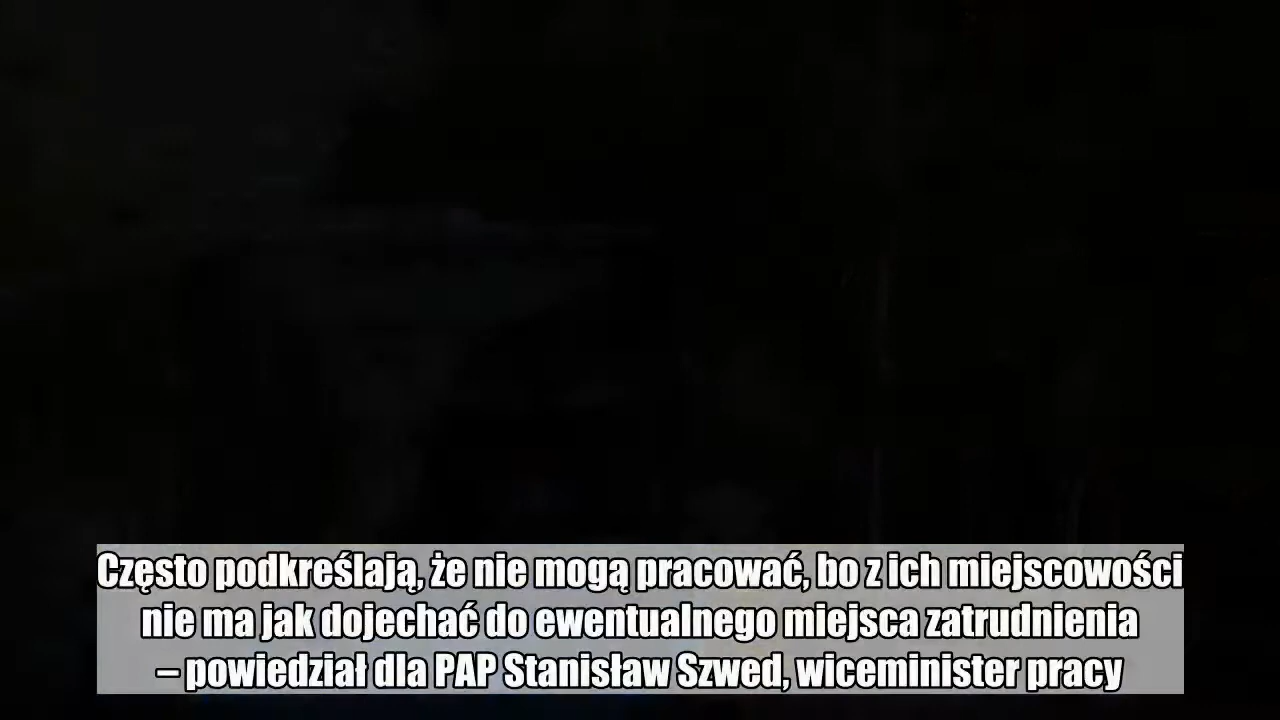 Często podkreślają, że nie mogą pracować, bo z ich miejscowości
nie ma jak dojechać do ewentualnego miejsca zatrudnienia
– powiedział dla PAP Stanisław Szwed, wiceminister pracy